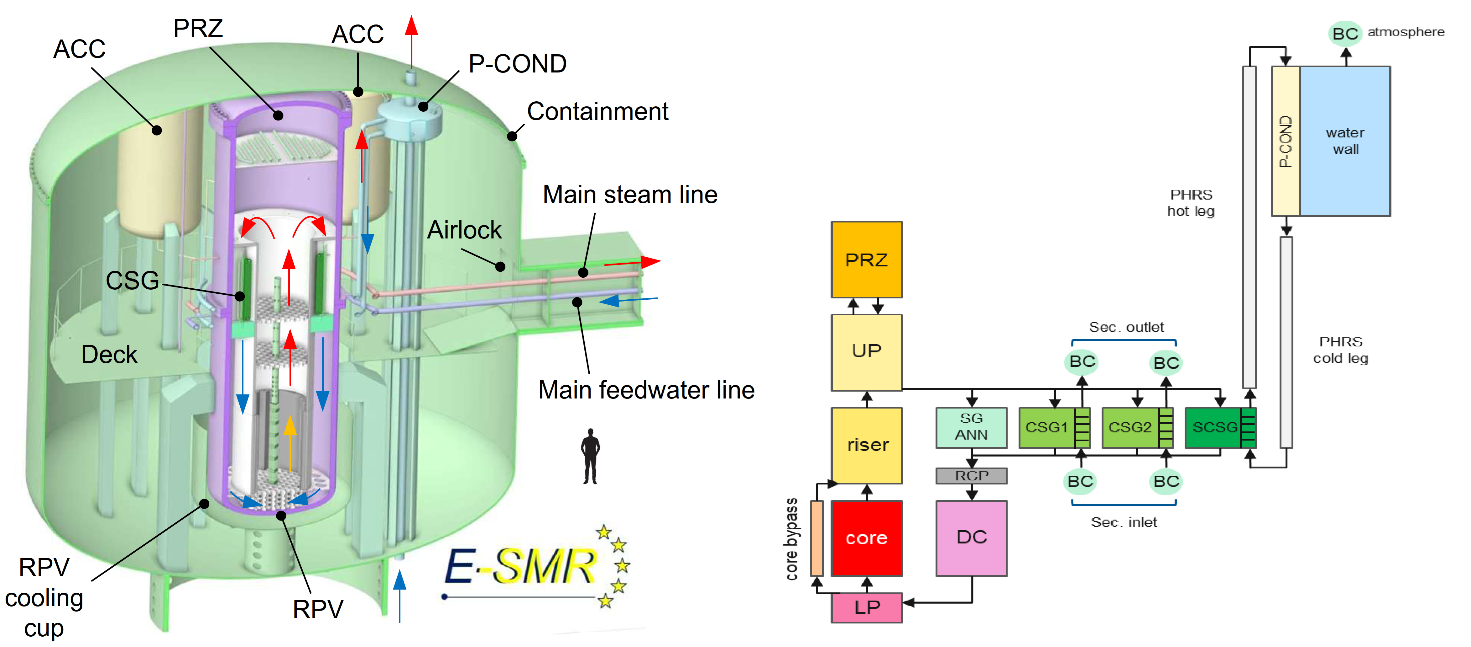 ACC
PRZ
ACC
P-COND
Containment
Main steam line
Airlock
CSG
Deck
Main feedwater line
RPV
cooling
cup
RPV
E-SMR
BC
atmosphere
P-COND
water
wall
PHRS
hot leg
PRZ
Sec. outlet
PHRS
cold leg
UP
BC
BC
SG
ANN
CSG1
CSG2
SCSG
riser
RCP
BC
BC
Sec. inlet
core bypass
core
DC
LP